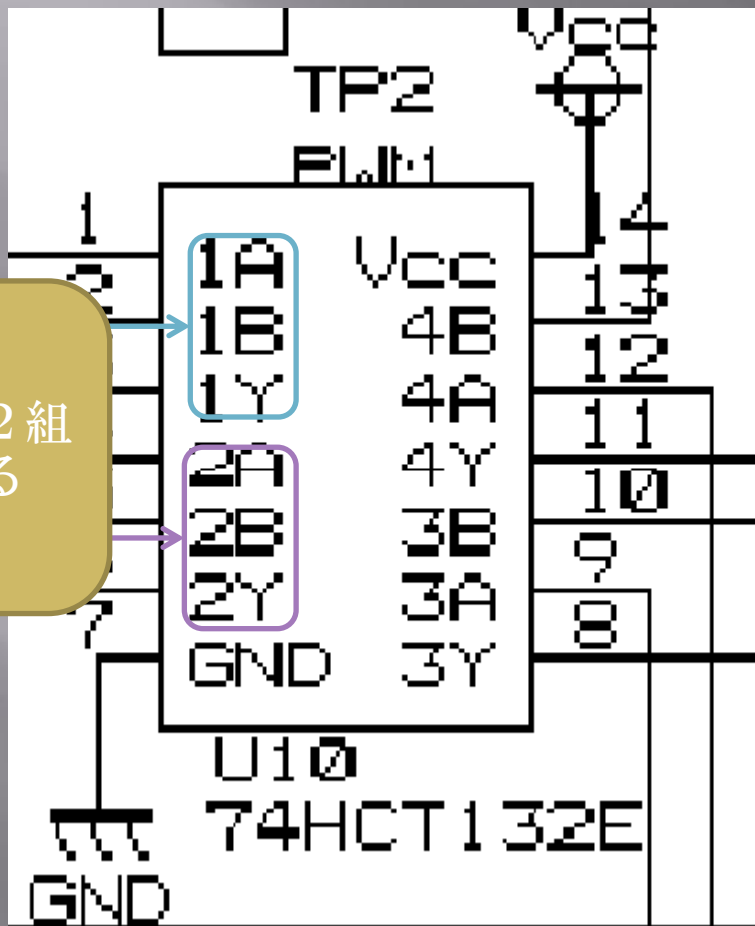 Vcc
TP2
PWM1
1
14
1A
Vcc
2
13
1B
4B
12
1Y
4A
11
2A
4Y
10
2B
3B
9
2Y
3A
7
8
GND
3Y
2組
る
U10
74HCT132E
GND